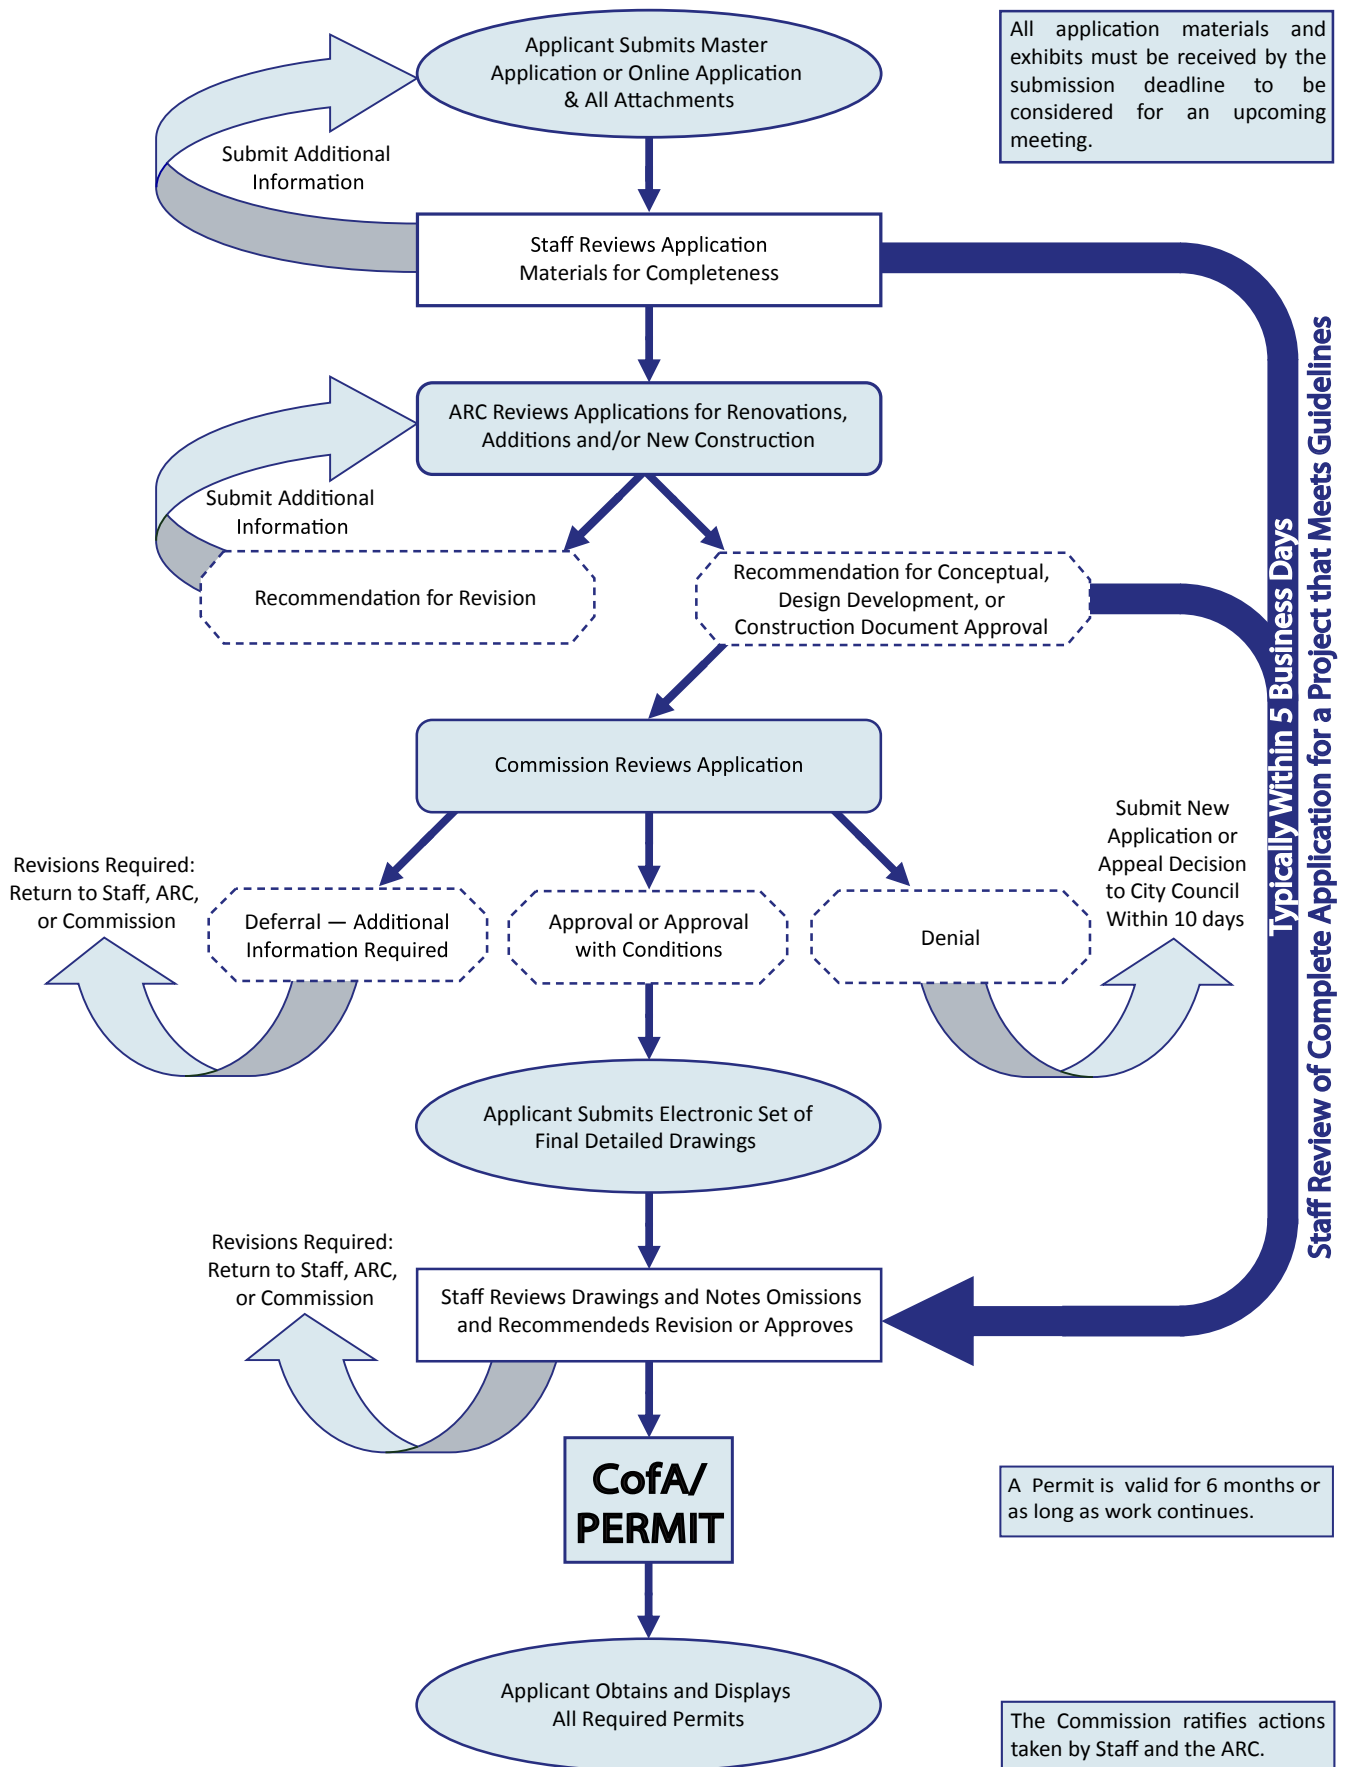 Applicant Submits Master
Application or Online Application
& All Attachments
All application materials and
exhibits must be received by the
submission deadline to be
considered for an upcoming
meeting.
Submit Additional
Information
Staff Reviews Application
Materials for Completeness
ARC Reviews Applications for Renovations,
Additions and/or New Construction
Submit Additional
Information
Recommendation for Revision
Recommendation for Conceptual,
Design Development, or
Construction Document Approval
Typically Within 5 Business Days
Staff Review of Complete Application for a Project that Meets Guidelines
Commission Reviews Application
Revisions Required:
Return to Staff, ARC,
or Commission
Deferral — Additional
Information Required
Approval or Approval
with Conditions
Denial
Submit New
Application or
Appeal Decision
to City Council
Within 10 days
Applicant Submits Electronic Set of
Final Detailed Drawings
Revisions Required:
Return to Staff, ARC,
or Commission
Staff Reviews Drawings and Notes Omissions
and Recommendeds Revision or Approves
CofA/
PERMIT
A Permit is valid for 6 months or
as long as work continues.
Applicant Obtains and Displays
All Required Permits
The Commission ratifies actions
taken by Staff and the ARC.